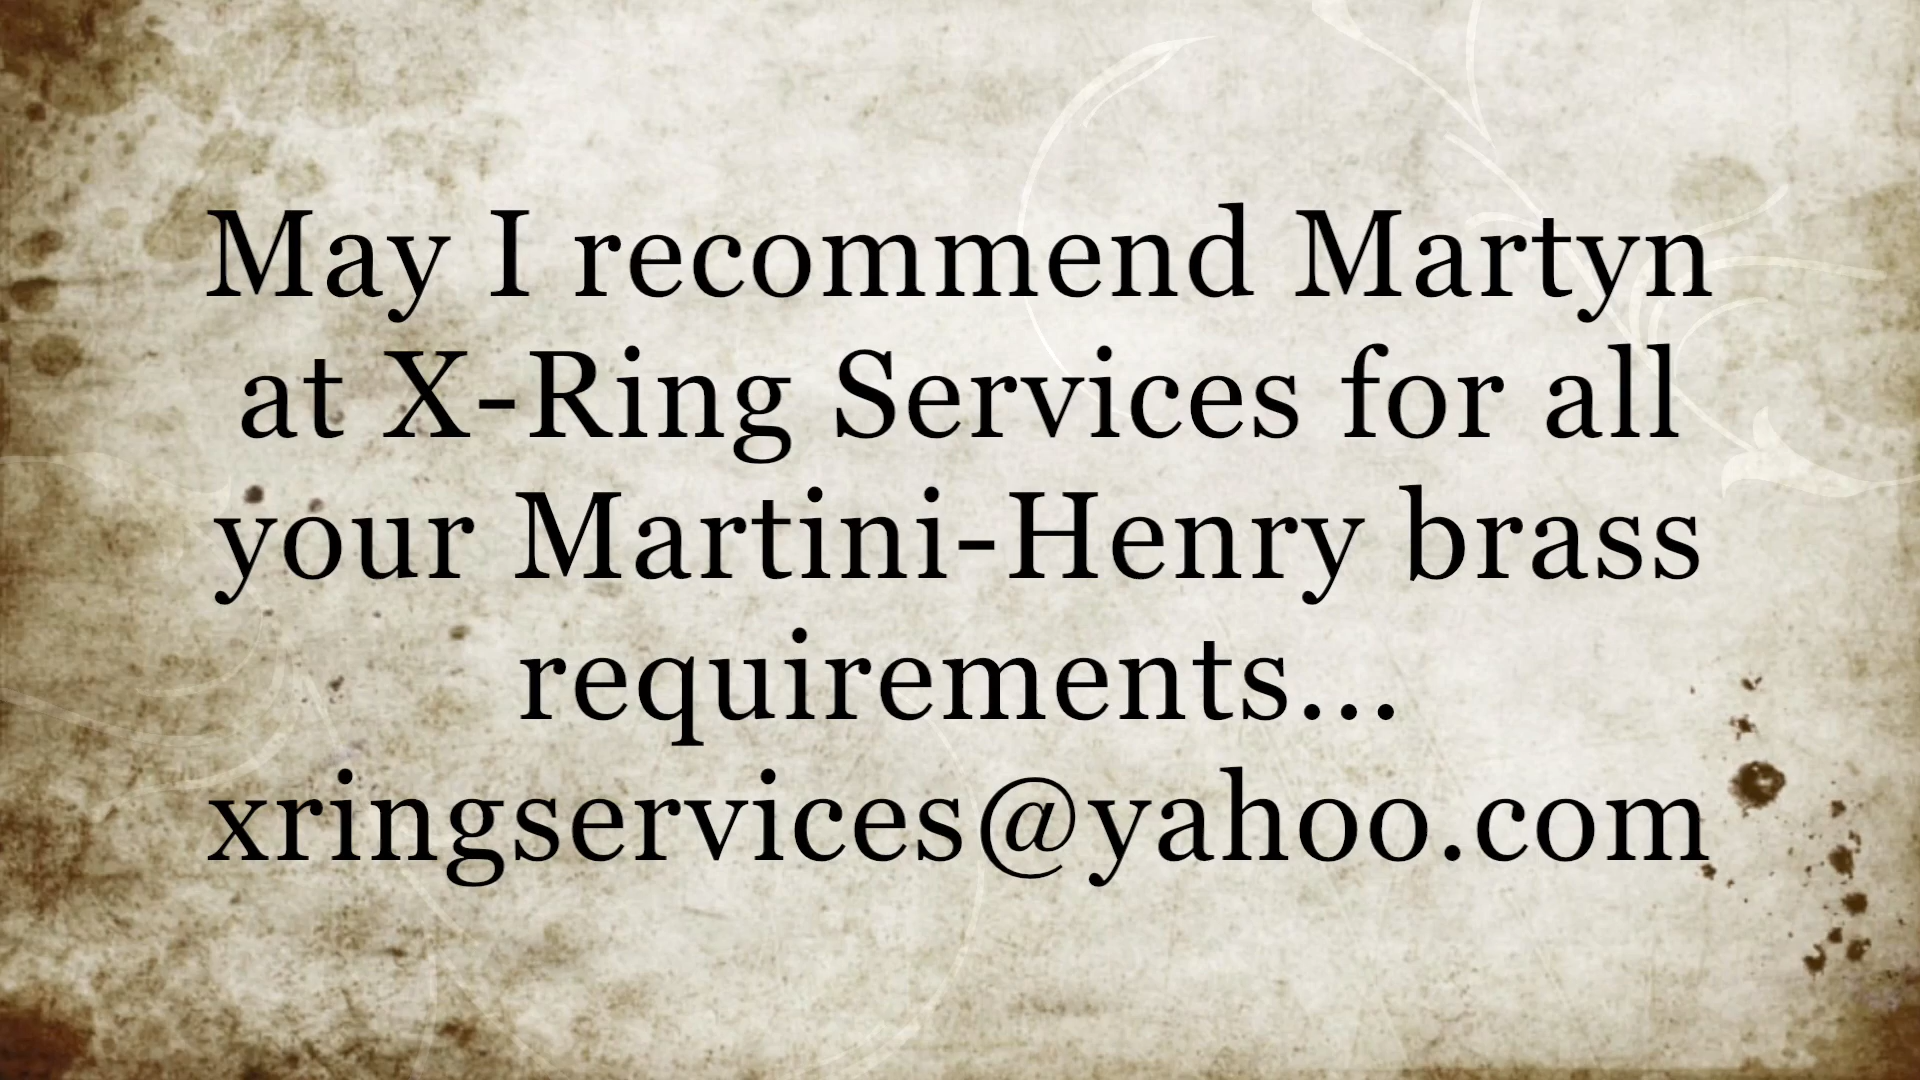 May I recommend Martyn
at X-Ring Services for all
your Martini-Henry brass
requirements...
xringservices@yahoo.com